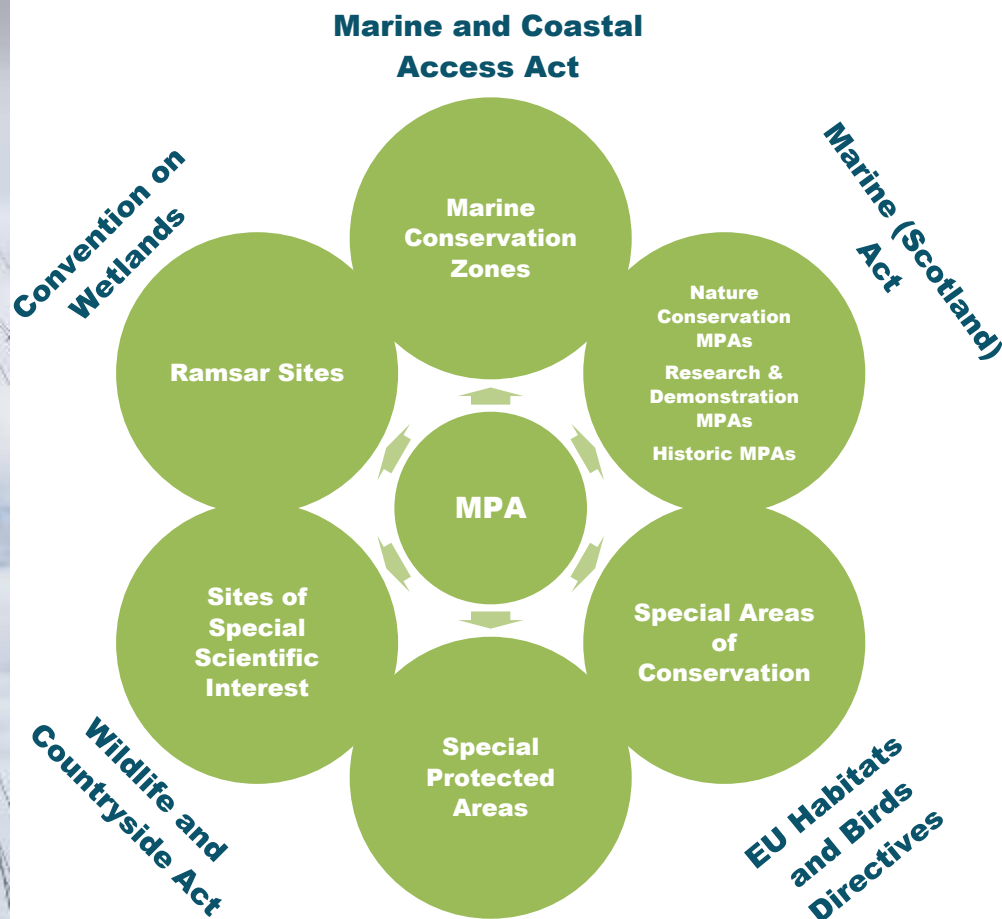 Marine and Coastal
Access Act
Convention on
Wetlands
Marine (Scotland)
Act
Marine
Conservation
Zones
Nature
Conservation
MPAs
Research &
Demonstration
MPAs
Historic MPAs
Ramsar Sites
MPA
Sites of
Special
Scientific
Interest
Special Areas
of
Conservation
Special
Protected
Areas
Wildlife and
Countryside Act
EU Habitats
and Birds
Directives